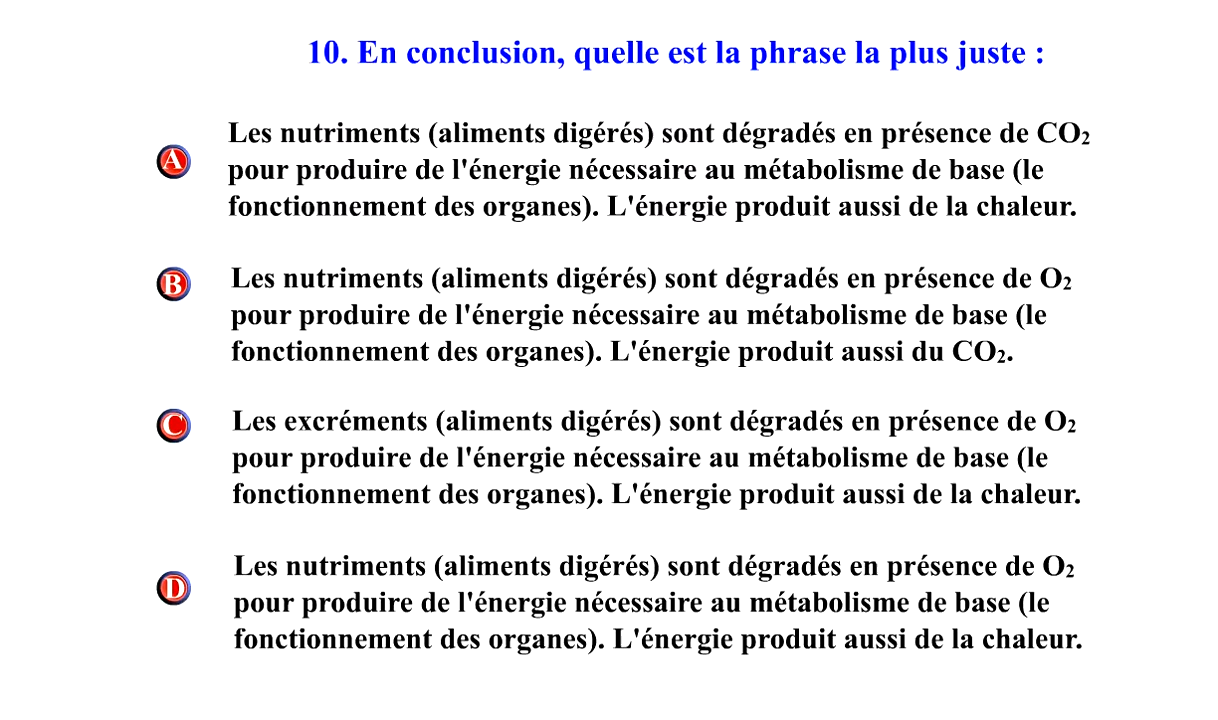 10. En conclusion, quelle est la phrase la plus juste :
A
Les nutriments (aliments digérés) sont dégradés en présence de CO₂
pour produire de l'énergie nécessaire au métabolisme de base (le
fonctionnement des organes). L'énergie produit aussi de la chaleur.
B
Les nutriments (aliments digérés) sont dégradés en présence de O₂
pour produire de l'énergie nécessaire au métabolisme de base (le
fonctionnement des organes). L'énergie produit aussi du CO₂.
C
Les excréments (aliments digérés) sont dégradés en présence de O₂
pour produire de l'énergie nécessaire au métabolisme de base (le
fonctionnement des organes). L'énergie produit aussi de la chaleur.
D
Les nutriments (aliments digérés) sont dégradés en présence de O₂
pour produire de l'énergie nécessaire au métabolisme de base (le
fonctionnement des organes). L'énergie produit aussi de la chaleur.